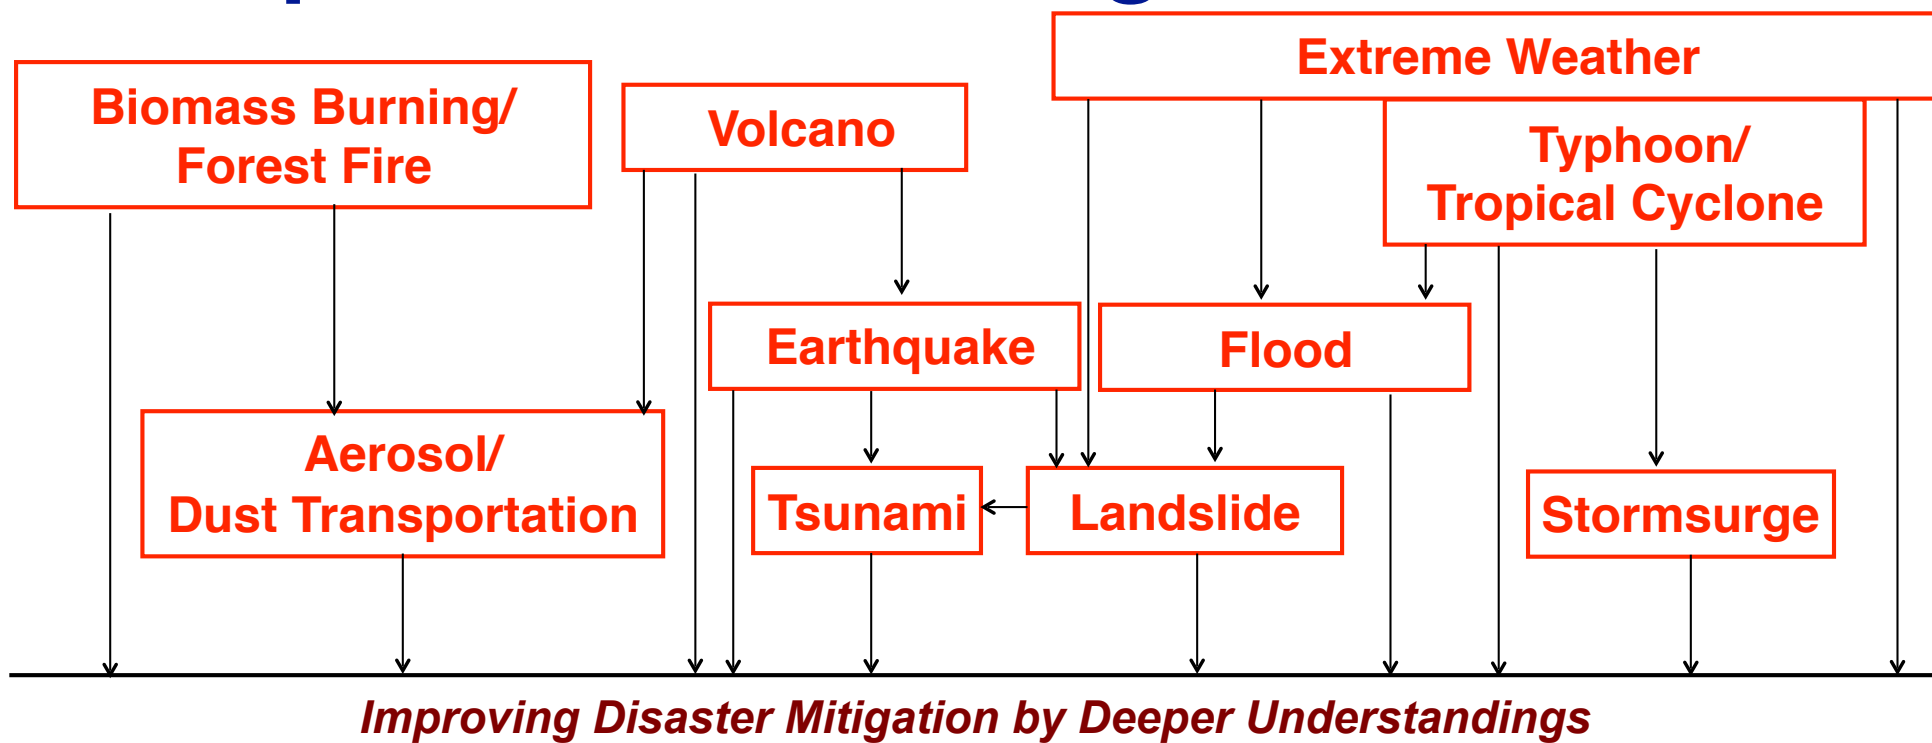 Extreme Weather
Biomass Burning/
Forest Fire
Volcano
Typhoon/
Tropical Cyclone
Earthquake
Flood
Aerosol/
Dust Transportation
Tsunami
Landslide
Stormsurge
Improving Disaster Mitigation by Deeper Understandings